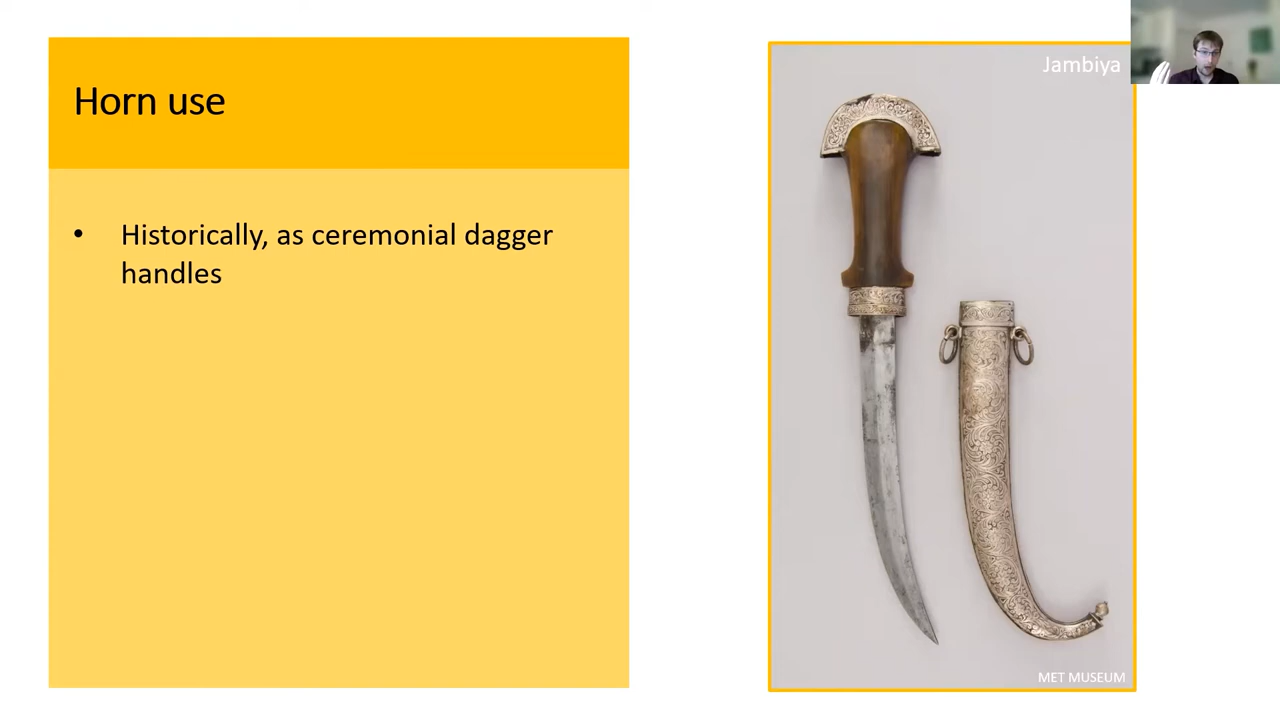 Horn use
• Historically, as ceremonial dagger
handles
Jambiya
MET MUSEUM